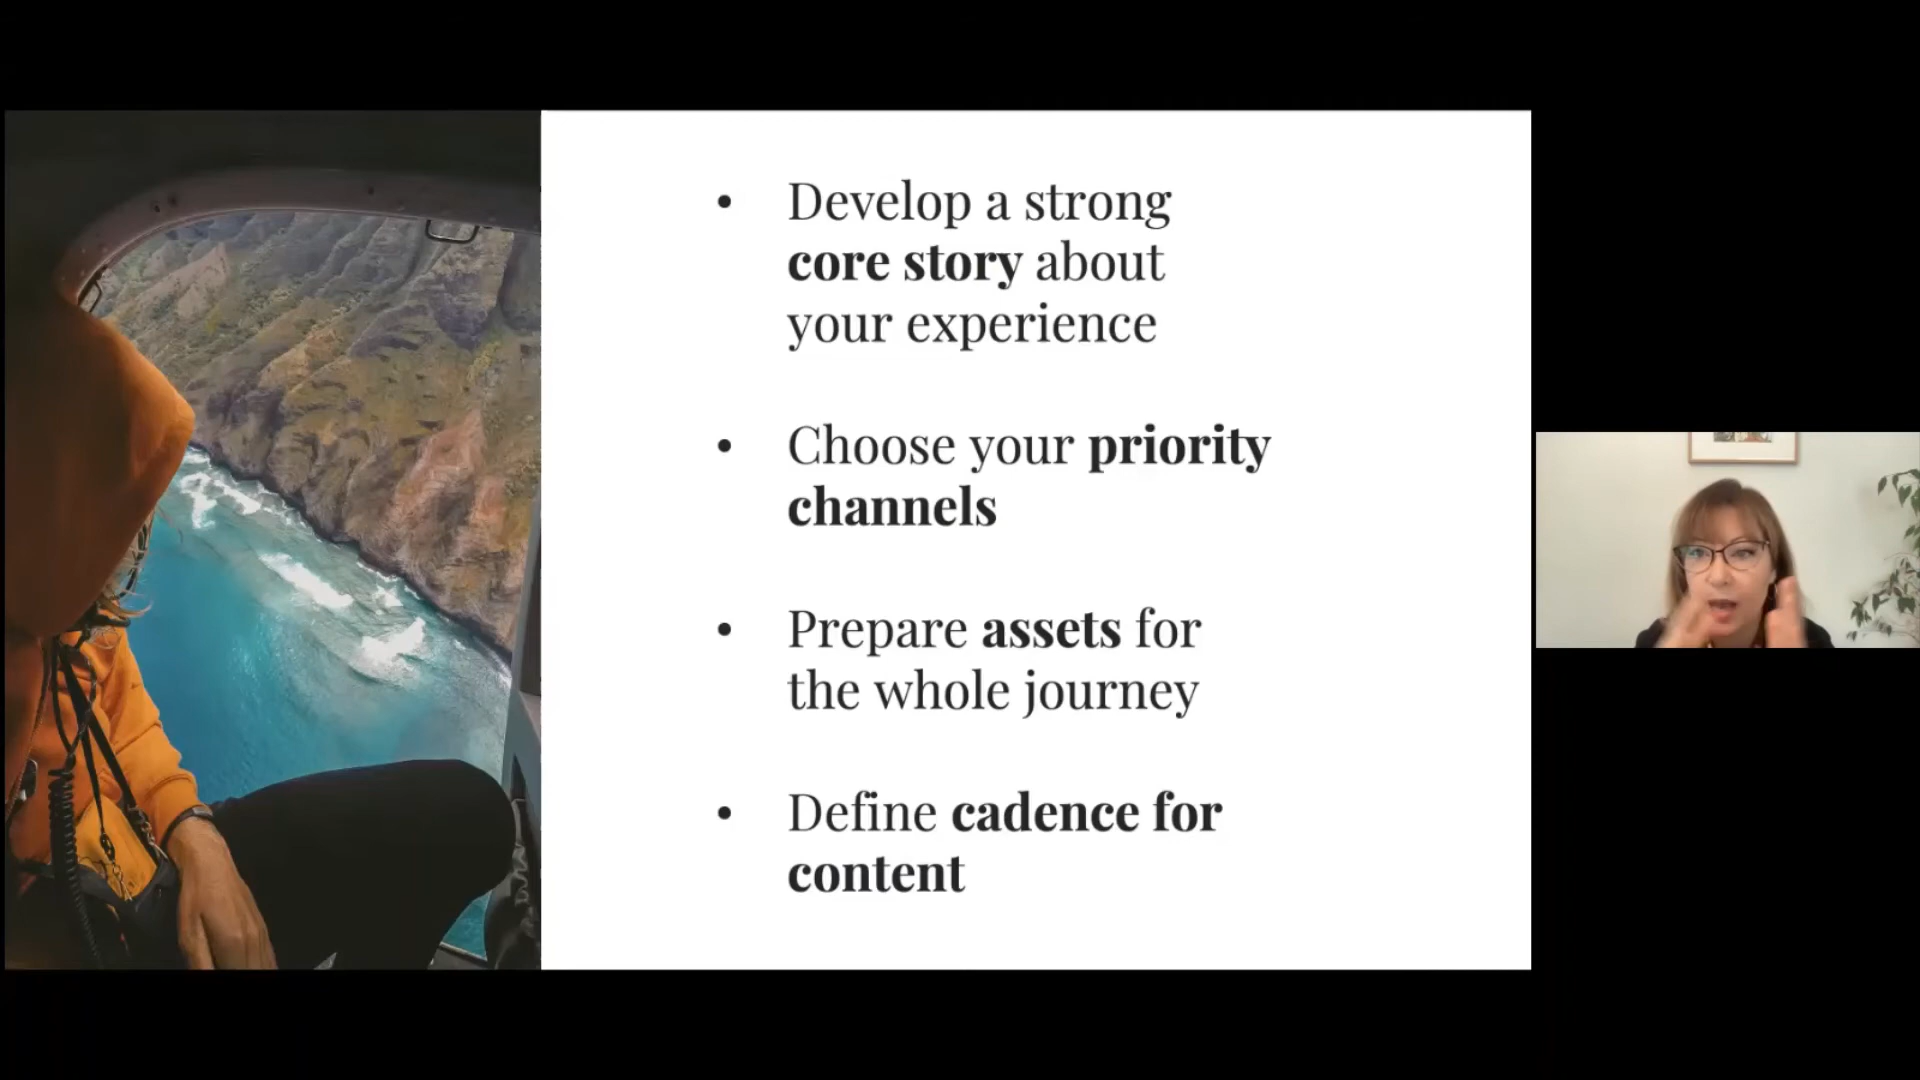 • Develop a strong
core story about
your experience
• Choose your priority
channels
• Prepare assets for
the whole journey
• Define cadence for
content